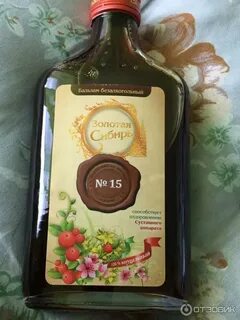 Бальзам безалкогольный
Золотая
Сибирь
№ 15
способствует
оздоровлению
Суставного
аппарата
ОТЗОВИК